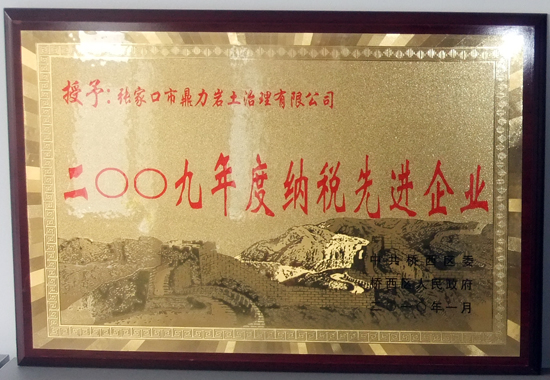 授予：张家口市鼎力岩土治理有限公司
二〇〇九年度纳税先进企业
中共桥西区委
桥西区人民政府
二〇一〇年一月